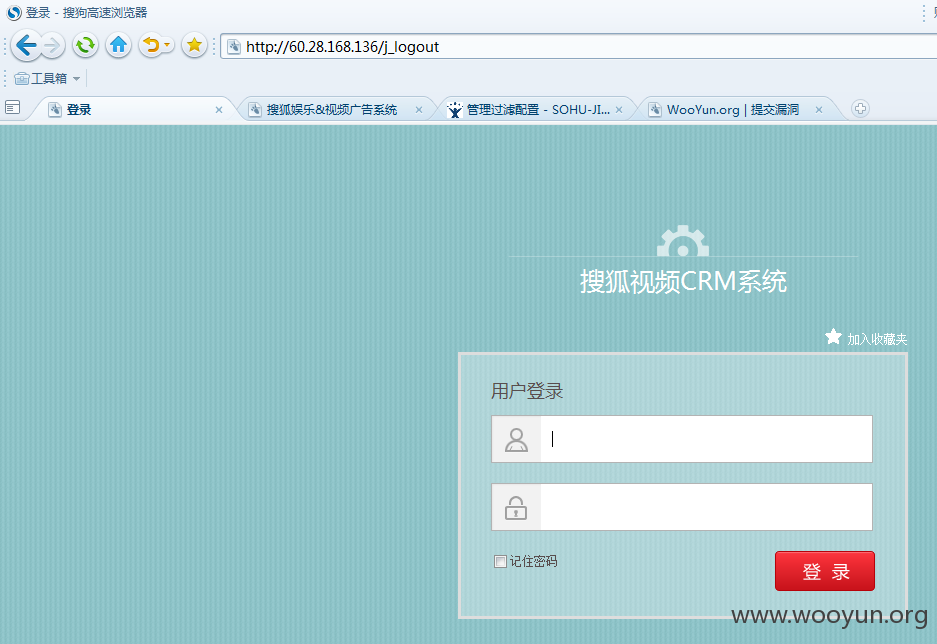 登录 - 搜狗高速浏览器
http://60.28.168.136/j_logout
工具箱
登录
搜狐娱乐&视频广告系统
管理过滤配置 - SOHU-JI...
WooYun.org | 提交漏洞
搜狐视频CRM系统
加入收藏夹
用户登录
记住密码
登 录
www.wooyun.org